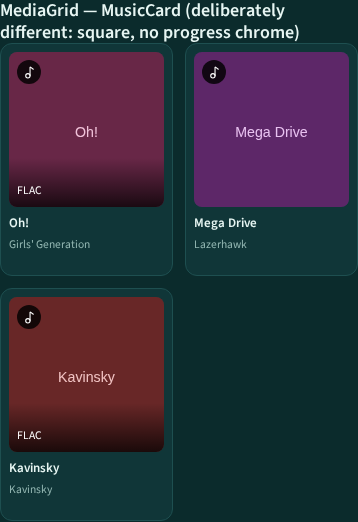 MediaGrid — MusicCard (deliberately
different: square, no progress chrome)
Oh!
FLAC
Oh!
Girls' Generation
Mega Drive
Mega Drive
Lazerhawk
Kavinsky
FLAC
Kavinsky
Kavinsky